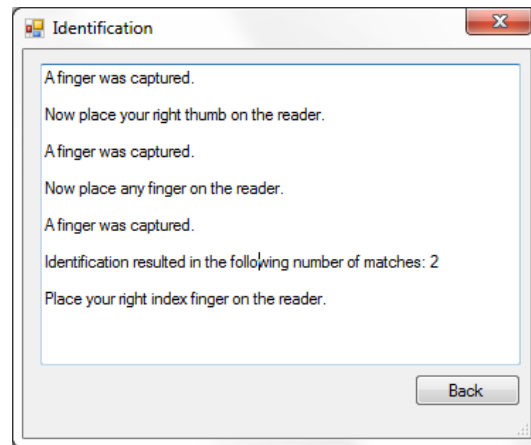 Identification
A finger was captured.
Now place your right thumb on the reader.
A finger was captured.
Now place any finger on the reader.
A finger was captured.
Identification resulted in the following number of matches: 2
Place your right index finger on the reader.
Back